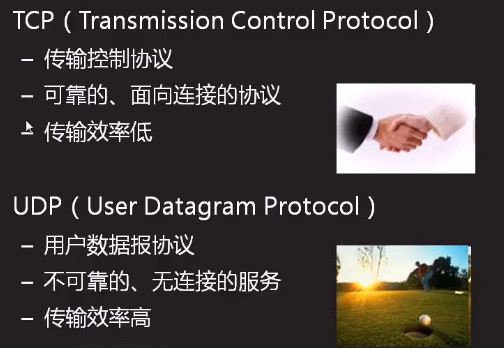 TCP（Transmission Control Protocol）
– 传输控制协议
– 可靠的、面向连接的协议
– 传输效率低
UDP（User Datagram Protocol）
– 用户数据报协议
– 不可靠的、无连接的服务
– 传输效率高